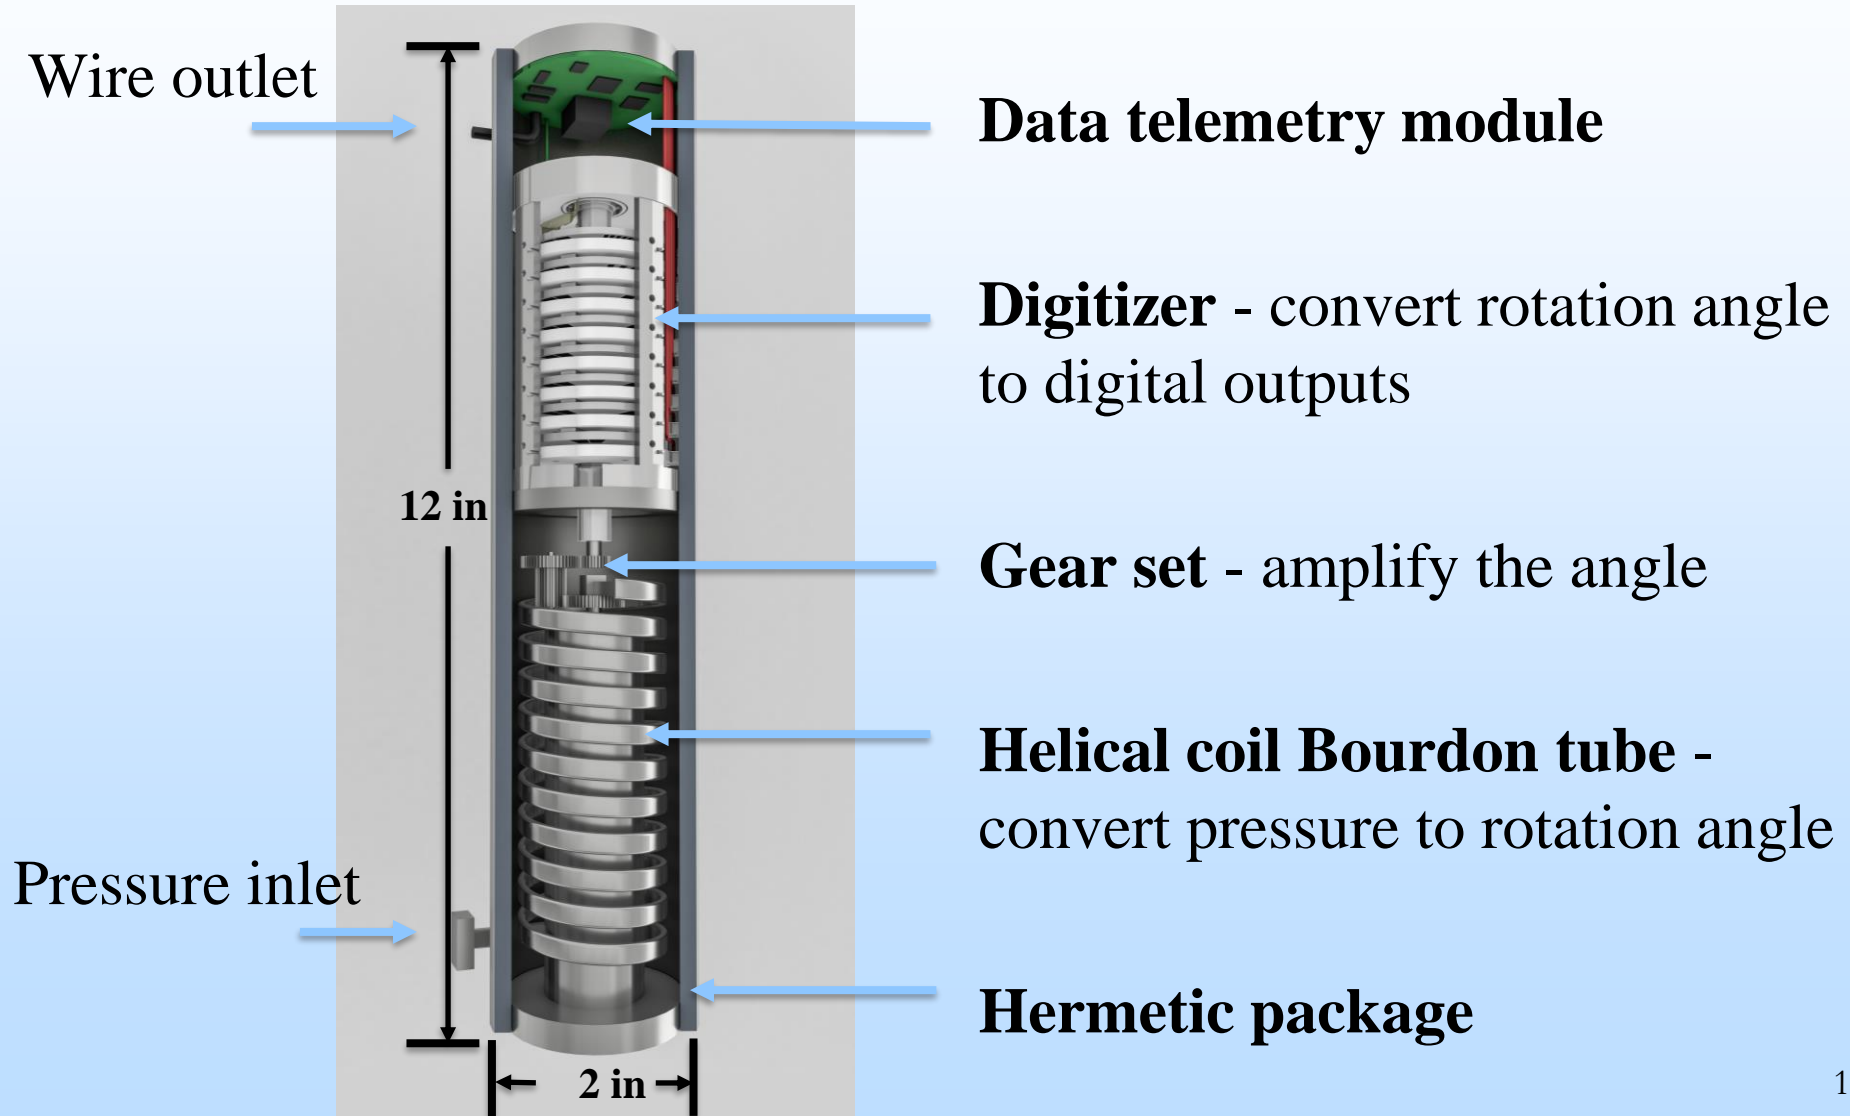 Wire outlet
Data telemetry module
Digitizer - convert rotation angle
to digital outputs
12 in
Gear set - amplify the angle
Helical coil Bourdon tube -
convert pressure to rotation angle
Pressure inlet
Hermetic package
2 in
1